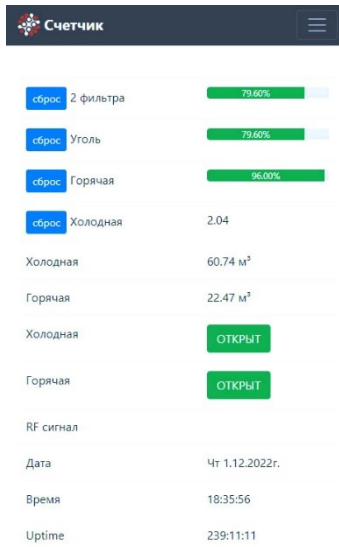 Счетчик
сброс 2 фильтра 79.60%
сброс Уголь 79.60%
сброс Горячая 96.00%
сброс Холодная 2.04
Холодная 60.74 м³
Горячая 22.47 м³
Холодная ОТКРЫТ
Горячая ОТКРЫТ
RF сигнал
Дата Чт 1.12.2022г.
Время 18:35:56
Uptime 239:11:11